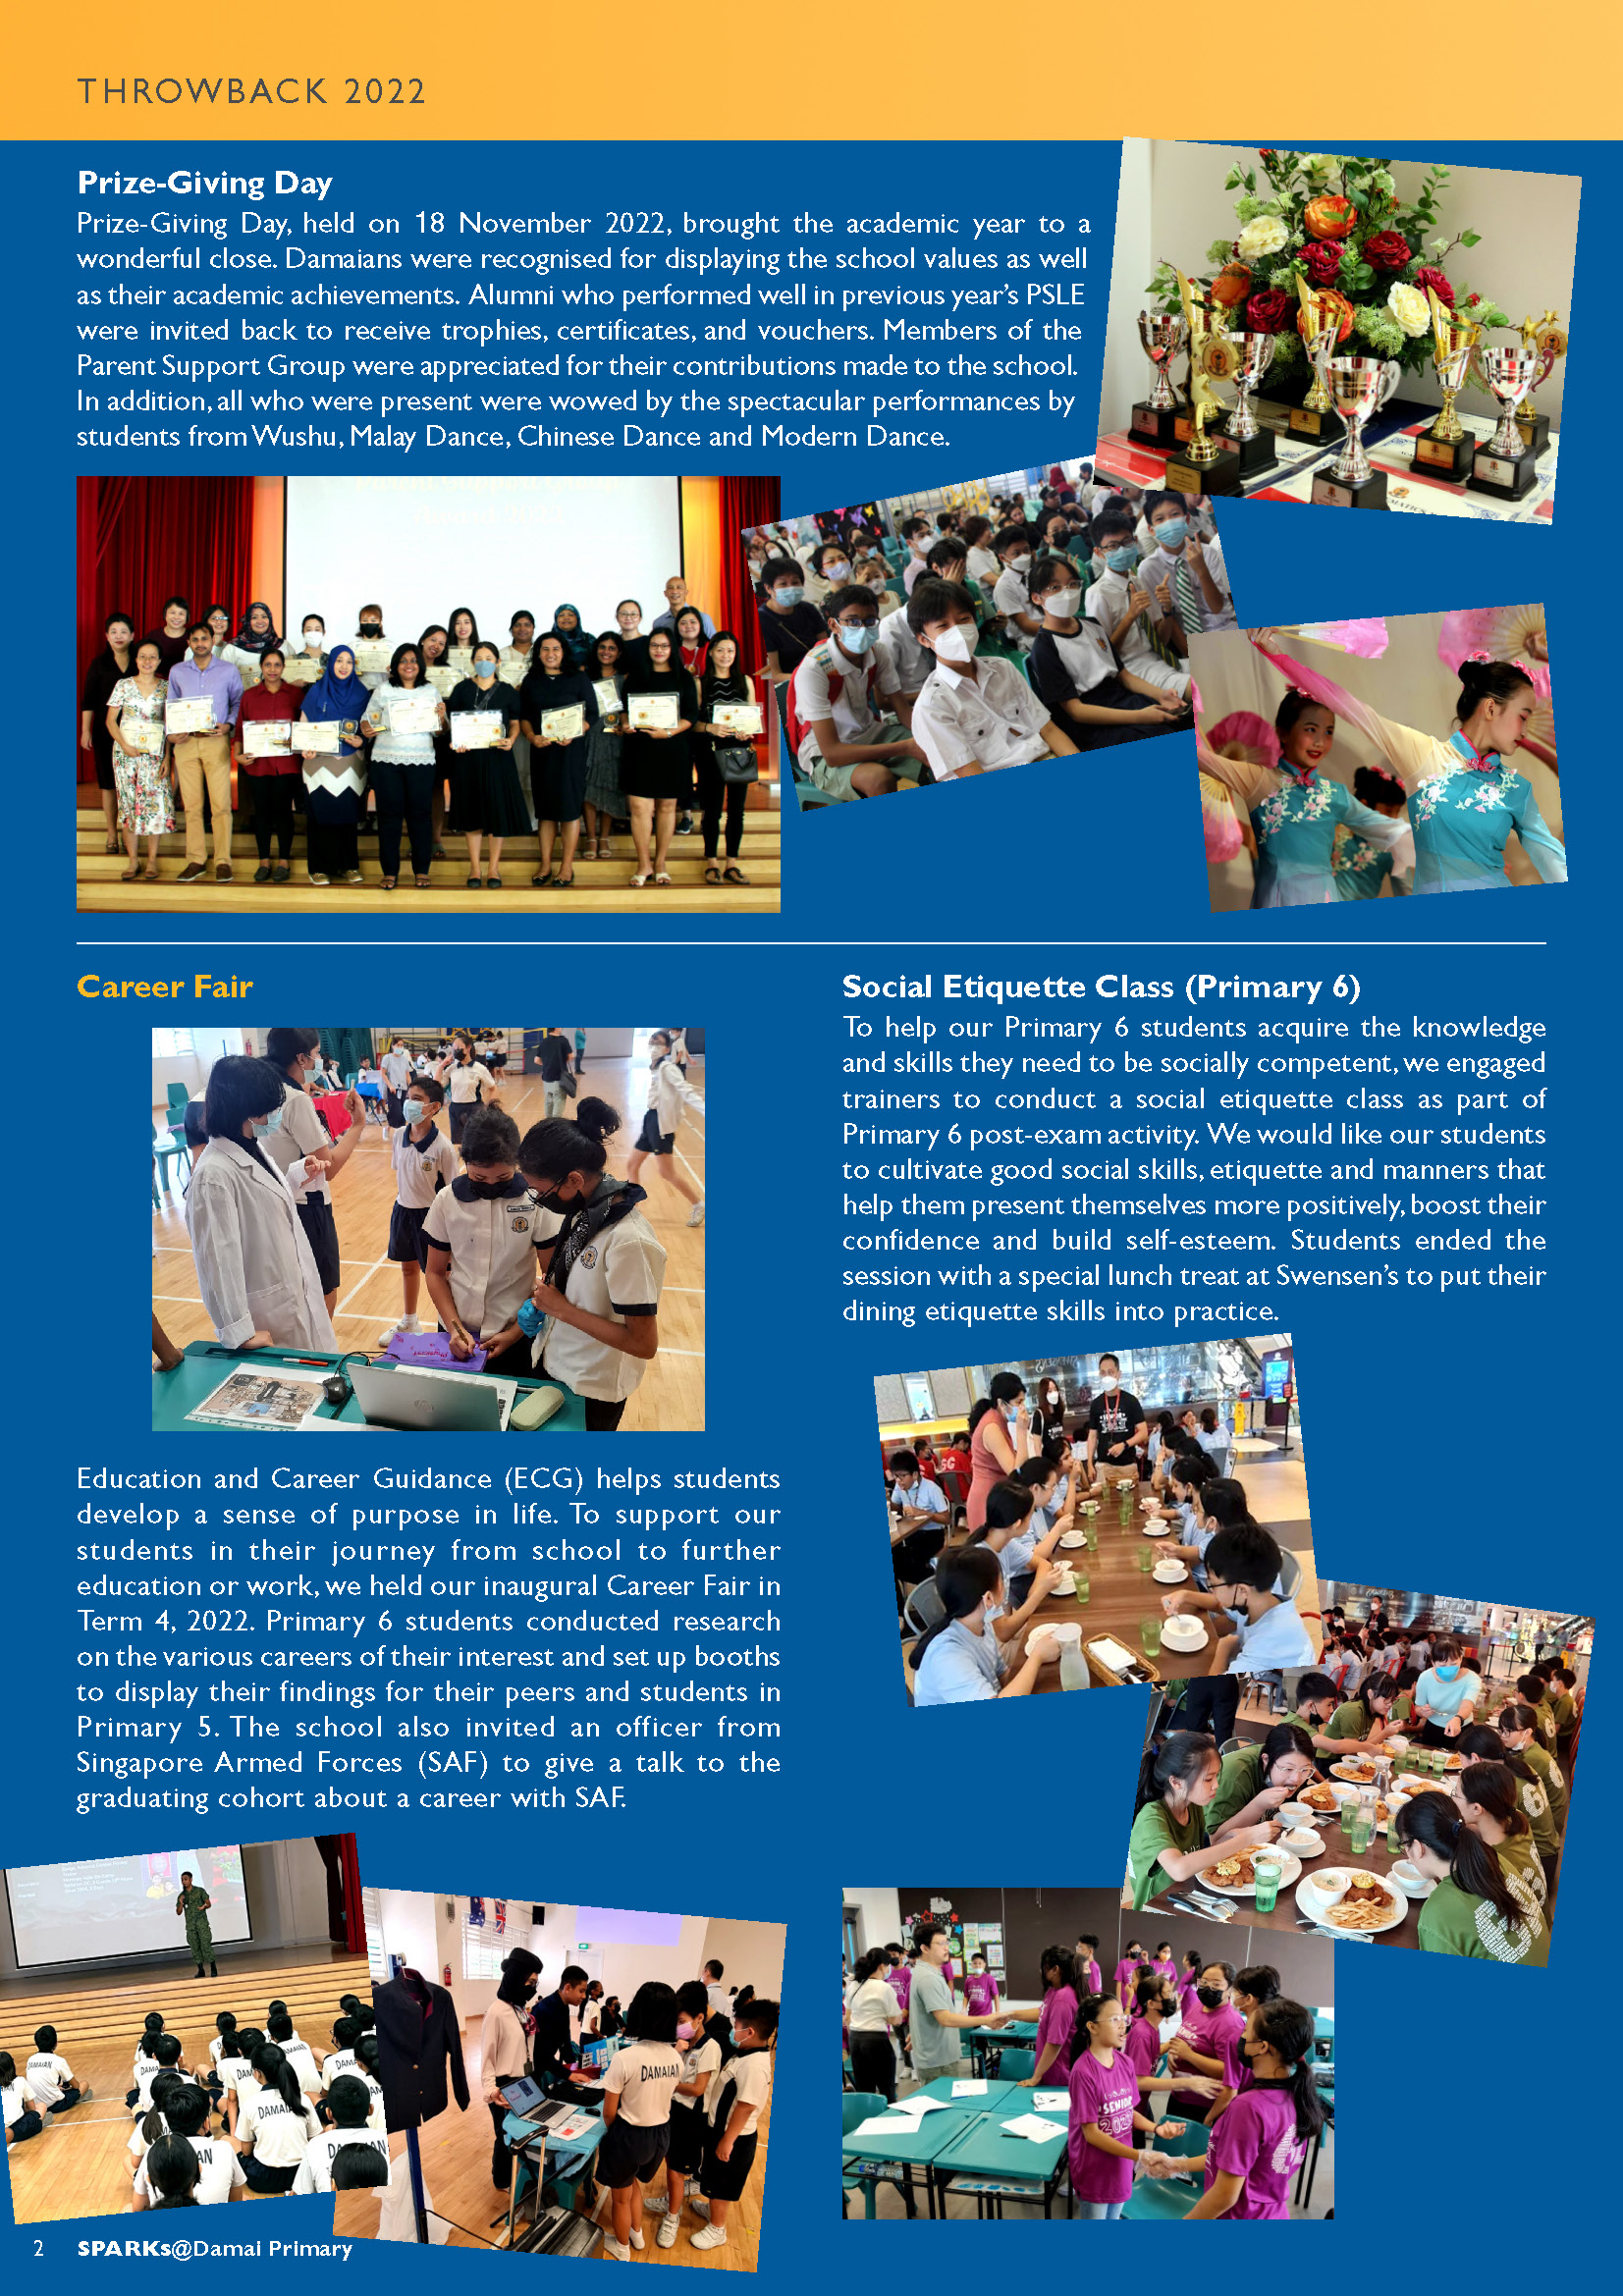 THROWBACK 2022
Prize-Giving Day
Prize-Giving Day, held on 18 November 2022, brought the academic year to a
wonderful close. Damaians were recognised for displaying the school values as well
as their academic achievements. Alumni who performed well in previous year's PSLE
were invited back to receive trophies, certificates, and vouchers. Members of the
Parent Support Group were appreciated for their contributions made to the school.
In addition, all who were present were wowed by the spectacular performances by
students from Wushu, Malay Dance, Chinese Dance and Modern Dance.
Career Fair
Education and Career Guidance (ECG) helps students
develop a sense of purpose in life. To support our
students in their journey from school to further
education or work, we held our inaugural Career Fair in
Term 4, 2022. Primary 6 students conducted research
on the various careers of their interest and set up booths
to display their findings for their peers and students in
Primary 5. The school also invited an officer from
Singapore Armed Forces (SAF) to give a talk to the
graduating cohort about a career with SAF.
DAMAIAN
DAMAIAN
Social Etiquette Class (Primary 6)
To help our Primary 6 students acquire the knowledge
and skills they need to be socially competent, we engaged
trainers to conduct a social etiquette class as part of
Primary 6 post-exam activity. We would like our students
to cultivate good social skills, etiquette and manners that
help them present themselves more positively, boost their
confidence and build self-esteem. Students ended the
session with a special lunch treat at Swensen's to put their
dining etiquette skills into practice.
SENIOR
2022
2 SPARKs@Damai Primary